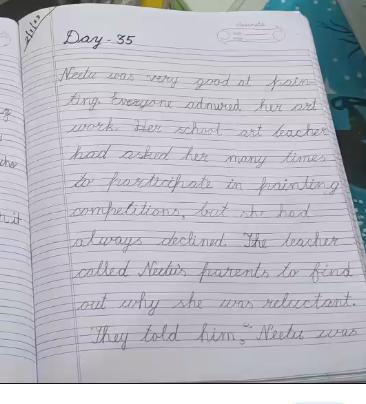 Day - 35
Neetu was very good at pain-
ting. Everyone admired her art
work. Her school art teacher
had asked her many times
to participate in painting
competitions, but she had
always declined. The teacher
called Neetu's parents to find
out why she was reluctant.
They told him, "Neetu was